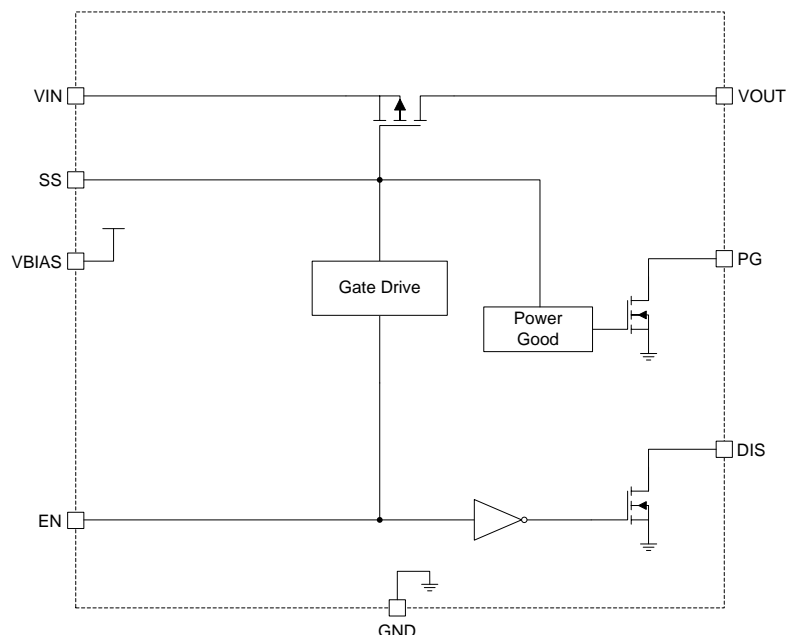 VIN
VOUT
SS
VBIAS
PG
Gate Drive
Power
Good
DIS
EN
GND